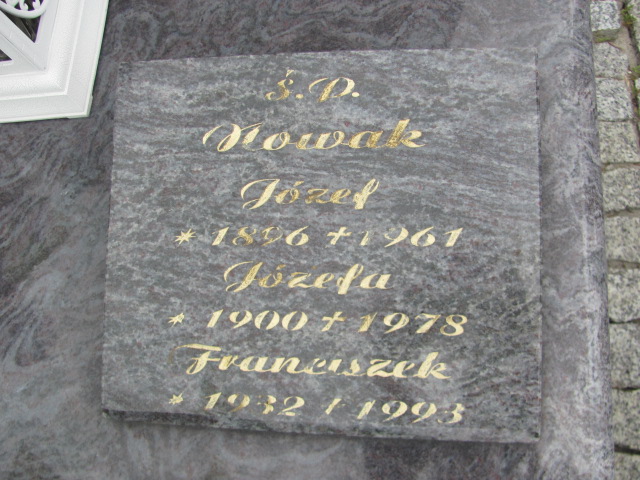 Ś.P.
Nowak
Józef
* 1896 + 1961
Józefa
* 1900 + 1978
Franciszek
* 1932 + 1993